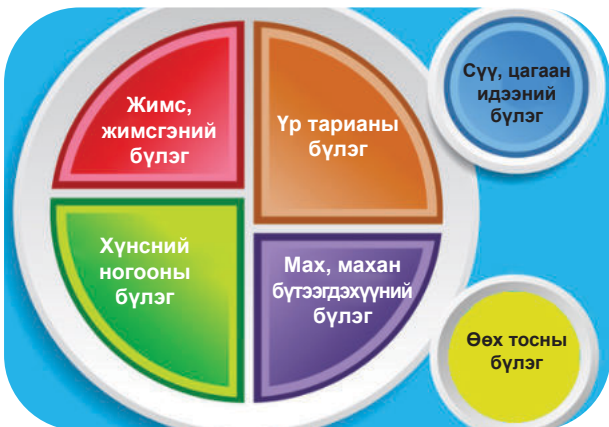 Жимс,
жимсгэний
бүлэг
Үр тарианы
бүлэг
Сүү, цагаан
идээний
бүлэг
Хүнсний
ногооны
бүлэг
Мах, махан
бүтээгдэхүүний
бүлэг
Өөх тосны
бүлэг